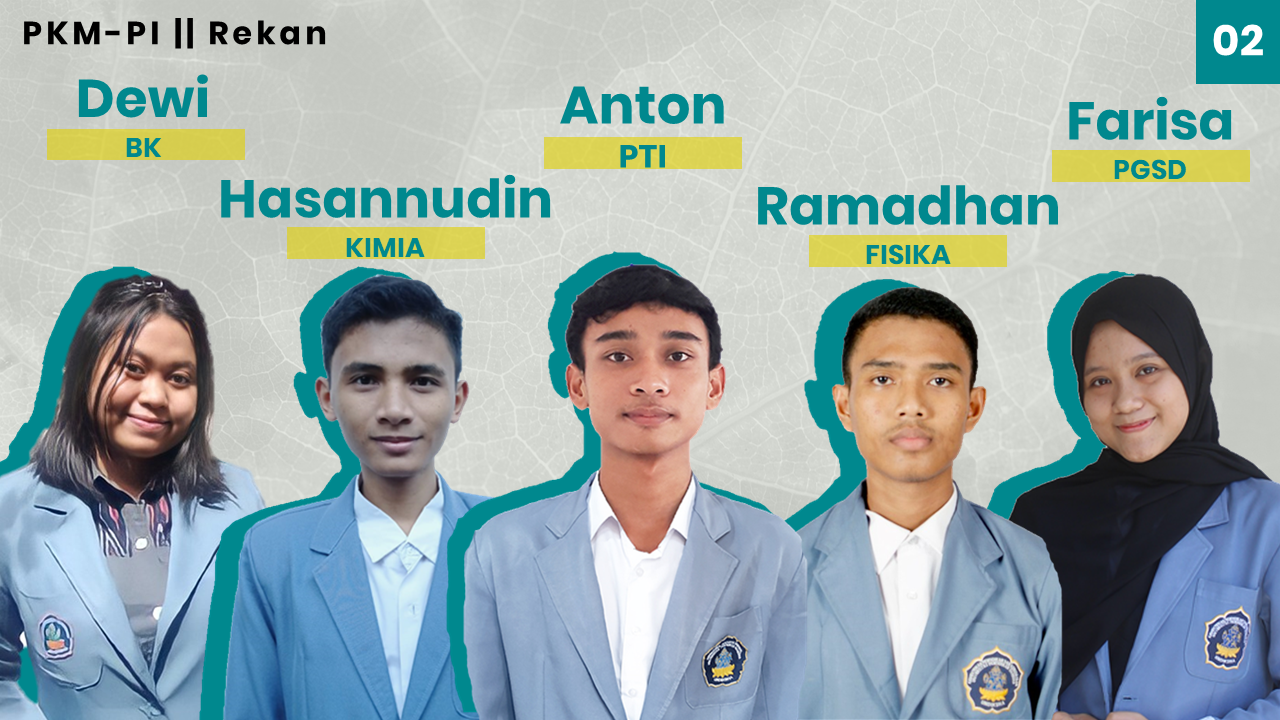 PKM-PI || Rekan
02
Dewi
BK
Hasannudin
KIMIA
Anton
PTI
Ramadhan
FISIKA
Farisa
PGSD